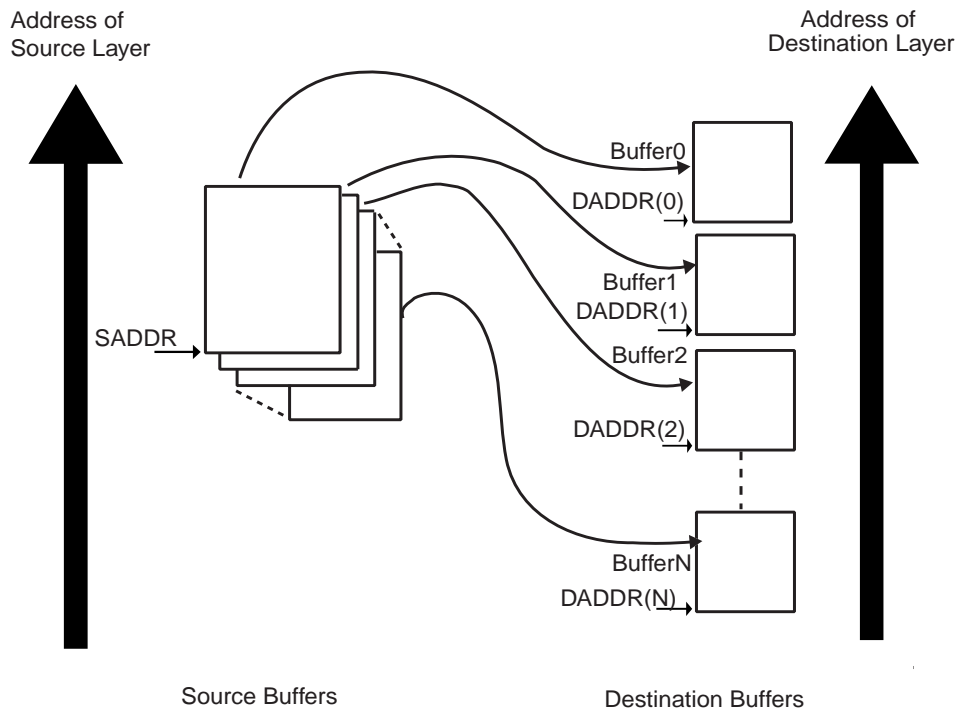 Address of
Source Layer
Address of
Destination Layer
Buffer0
DADDR(0)
Buffer1
DADDR(1)
SADDR
Buffer2
DADDR(2)
BufferN
DADDR(N)
Source Buffers
Destination Buffers